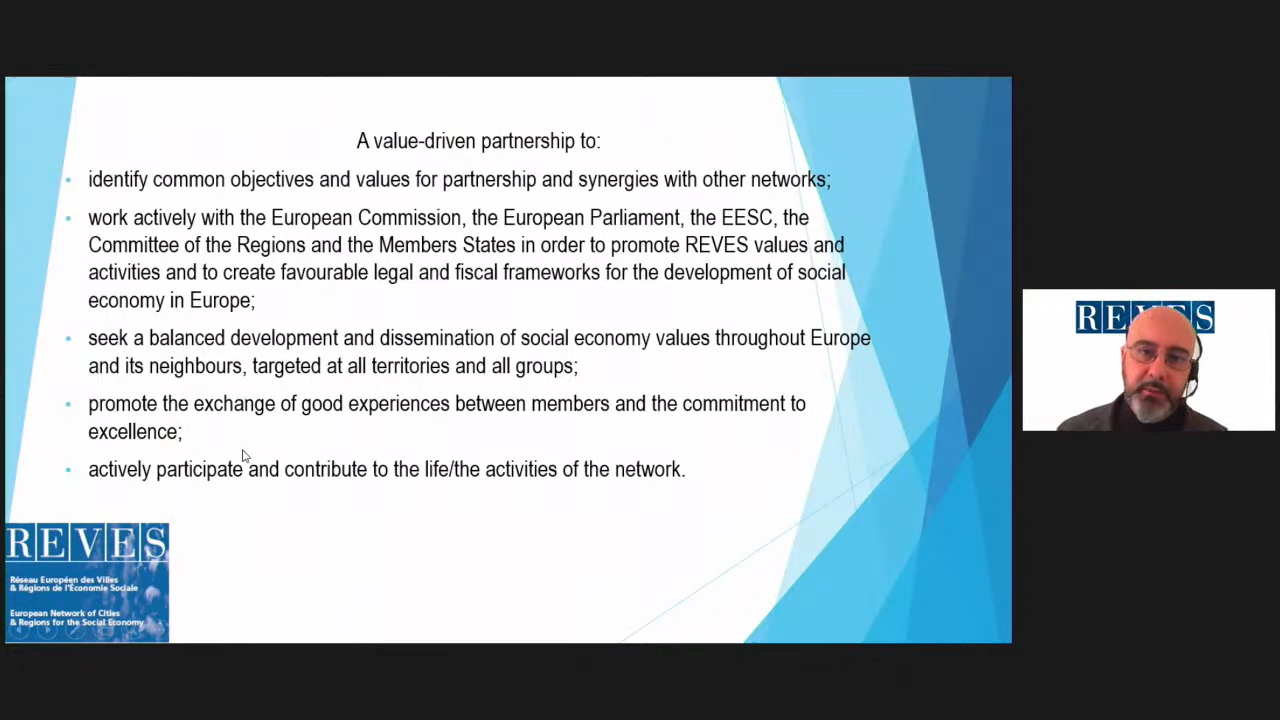 A value-driven partnership to:
identify common objectives and values for partnership and synergies with other networks;
work actively with the European Commission, the European Parliament, the EESC, the
Committee of the Regions and the Members States in order to promote REVES values and
activities and to create favourable legal and fiscal frameworks for the development of social
economy in Europe;
seek a balanced development and dissemination of social economy values throughout Europe
and its neighbours, targeted at all territories and all groups;
promote the exchange of good experiences between members and the commitment to
excellence;
actively participate and contribute to the life/the activities of the network.
REVES
Réseau Européen des Villes
& Régions de l'Économie Sociale
European Network of Cities
& Regions for the Social Economy
REVES